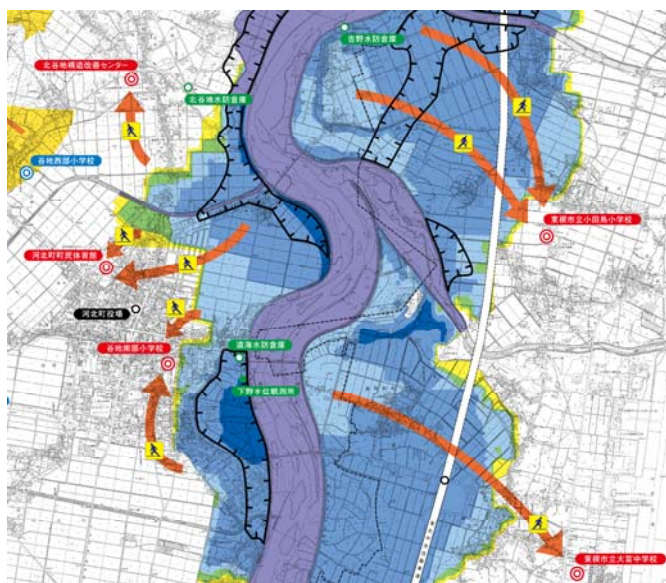 吉野水防倉庫
北谷地構造改善センター
北谷地水防倉庫
谷地西部小学校
東根市立小田島小学校
河北町町民体育館
河北町役場
谷地南部小学校
道海水防倉庫
下野水位観測所
東根市立大富中学校